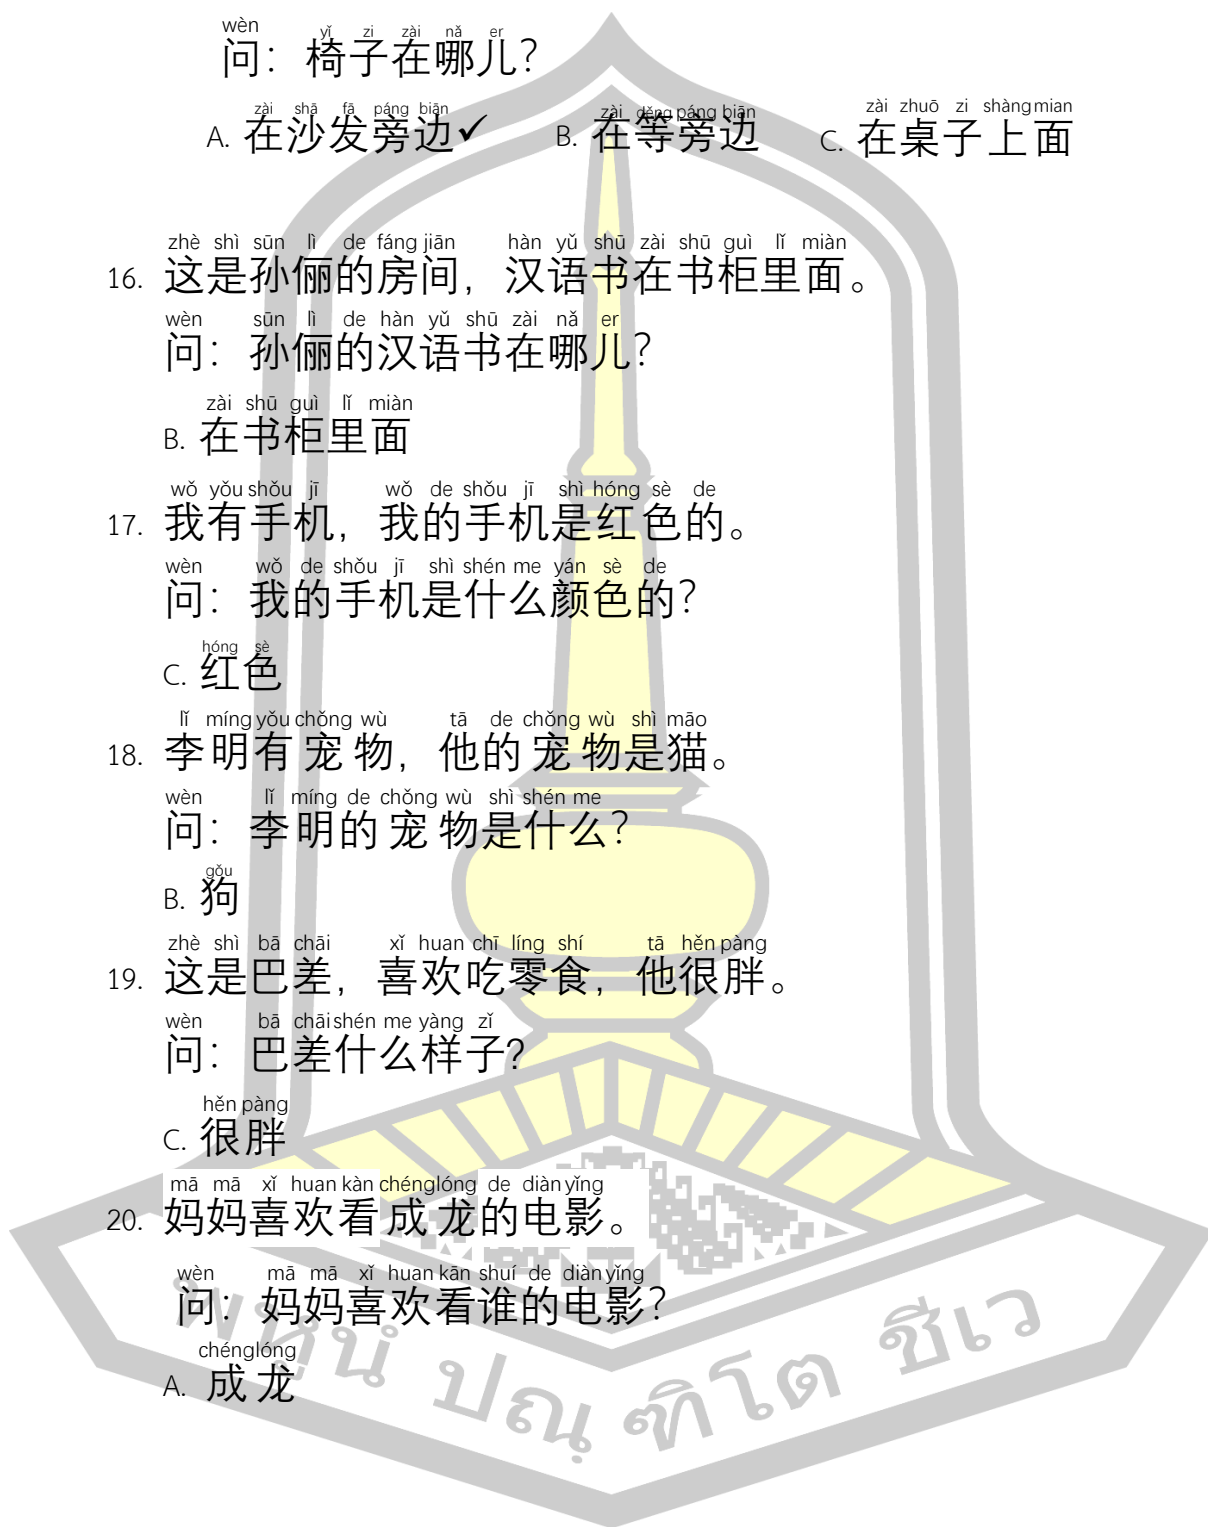 wèn yǐ zi zài nǎ er
问：椅子在哪儿？
zài shā fā páng biān zài děng páng biān zài zhuō zi shàng mian
A. 在沙发旁边✓ B. 在等旁边 C. 在桌子上面
zhè shì sūn lì de fáng jiān hàn yǔ shū zài shū guì lǐ miàn
16. 这是孙俪的房间，汉语书在书柜里面。
wèn sūn lì de hàn yǔ shū zài nǎ er
问：孙俪的汉语书在哪儿？
zài shū guì lǐ miàn
B. 在书柜里面
wǒ yǒu shǒu jī wǒ de shǒu jī shì hóng sè de
17. 我有手机，我的手机是红色的。
wèn wǒ de shǒu jī shì shén me yán sè de
问：我的手机是什么颜色的？
hóng sè
C. 红色
lǐ míng yǒu chǒng wù tā de chǒng wù shì māo
18. 李明有宠物，他的宠物是猫。
wèn lǐ míng de chǒng wù shì shén me
问：李明的宠物是什么？
gǒu
B. 狗
zhè shì bā chāi xǐ huan chī líng shí tā hěn pàng
19. 这是巴差，喜欢吃零食，他很胖。
wèn bā chāi shén me yàng zǐ
问：巴差什么样子?
hěn pàng
C. 很胖
mā mā xǐ huan kàn chénglóng de diàn yǐng
20. 妈妈喜欢看成龙的电影。
wèn mā mā xǐ huan kān shuí de diàn yǐng
问：妈妈喜欢看谁的电影？
chénglóng
A. 成龙
พหูนํ ปณฺฑิโต ชีเว